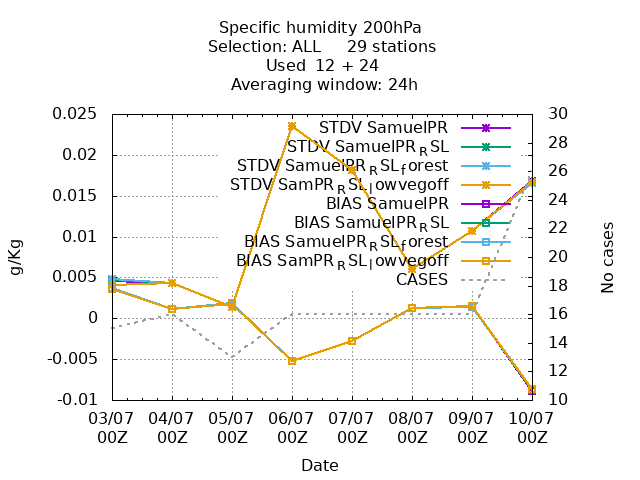 Specific humidity 200hPa
Selection: ALL     29 stations
Used  12 + 24
Averaging window: 24h
0.025
0.02
0.015
0.01
0.005
0
-0.005
-0.01
g/Kg
STDV SamuelPR
STDV SamuelPR_RSL
STDV SamuelPR_RSL_forest
STDV SamPR_RSL_lowvegoff
BIAS SamuelPR
BIAS SamuelPR_RSL
BIAS SamuelPR_RSL_forest
BIAS SamPR_RSL_lowvegoff
CASES
30
28
26
24
22
20
18
16
14
12
10
No cases
03/07 04/07 05/07 06/07 07/07 08/07 09/07 10/07
00Z 00Z 00Z 00Z 00Z 00Z 00Z 00Z
Date